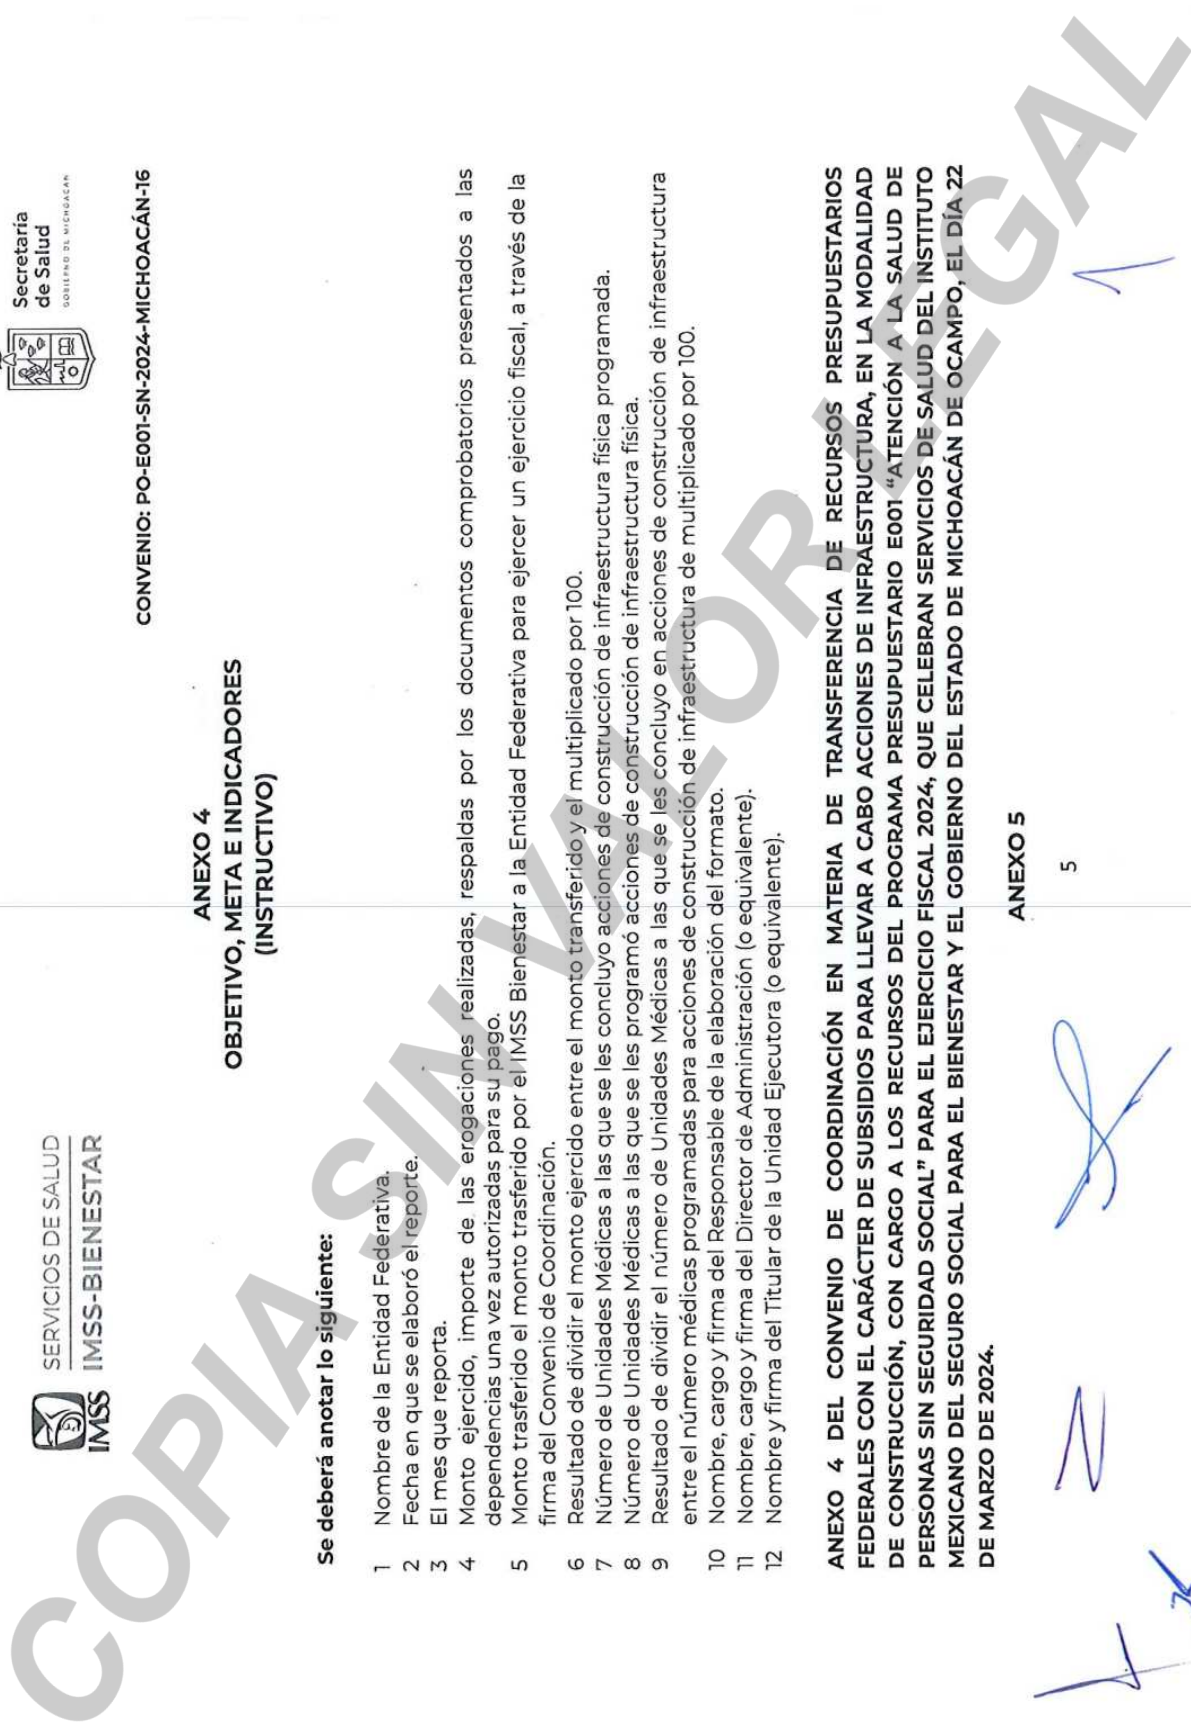 SERVICIOS DE SALUD
IMSS-BIENESTAR
IMSS
Secretaría
de Salud
GOBIERNO DE MICHOACÁN
CONVENIO: PO-E001-SN-2024-MICHOACÁN-16
ANEXO 4
OBJETIVO, META E INDICADORES
(INSTRUCTIVO)
Se deberá anotar lo siguiente:
1 Nombre de la Entidad Federativa.
2 Fecha en que se elaboró el reporte.
3 El mes que reporta.
4 Monto ejercido, importe de las erogaciones realizadas, respaldas por los documentos comprobatorios presentados a las
dependencias una vez autorizadas para su pago.
5 Monto trasferido el monto trasferido por el IMSS Bienestar a la Entidad Federativa para ejercer un ejercicio fiscal, a través de la
firma del Convenio de Coordinación.
6 Resultado de dividir el monto ejercido entre el monto transferido y el multiplicado por 100.
7 Número de Unidades Médicas a las que se les concluyo acciones de construcción de infraestructura física programada.
8 Número de Unidades Médicas a las que se les programó acciones de construcción de infraestructura física.
9 Resultado de dividir el número de Unidades Médicas a las que se les concluyo en acciones de construcción de infraestructura
entre el número médicas programadas para acciones de construcción de infraestructura de multiplicado por 100.
10 Nombre, cargo y firma del Responsable de la elaboración del formato.
11 Nombre, cargo y firma del Director de Administración (o equivalente).
12 Nombre y firma del Titular de la Unidad Ejecutora (o equivalente).
ANEXO 4 DEL CONVENIO DE COORDINACIÓN EN MATERIA DE TRANSFERENCIA DE RECURSOS PRESUPUESTARIOS
FEDERALES CON EL CARÁCTER DE SUBSIDIOS PARA LLEVAR A CABO ACCIONES DE INFRAESTRUCTURA, EN LA MODALIDAD
DE CONSTRUCCIÓN, CON CARGO A LOS RECURSOS DEL PROGRAMA PRESUPUESTARIO E001 “ATENCIÓN A LA SALUD DE
PERSONAS SIN SEGURIDAD SOCIAL” PARA EL EJERCICIO FISCAL 2024, QUE CELEBRAN SERVICIOS DE SALUD DEL INSTITUTO
MEXICANO DEL SEGURO SOCIAL PARA EL BIENESTAR Y EL GOBIERNO DEL ESTADO DE MICHOACÁN DE OCAMPO, EL DÍA 22
DE MARZO DE 2024.
ANEXO 5
5
COPIA SIN VALOR LEGAL